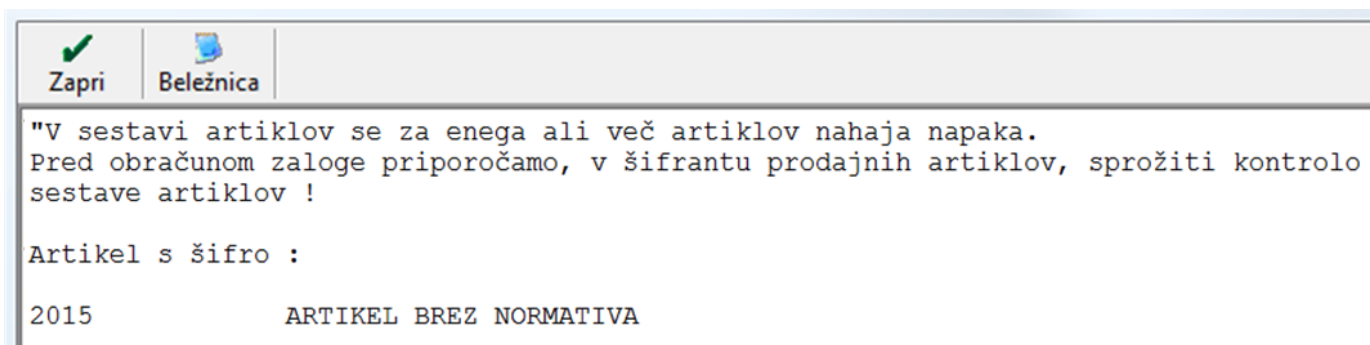 Zapri Beležnica
"V sestavi artiklov se za enega ali več artiklov nahaja napaka.
Pred obračunom zaloge priporočamo, v šifrantu prodajnih artiklov, sprožiti kontrolo
sestave artiklov !
Artikel s šifro :
2015 ARTIKEL BREZ NORMATIVA